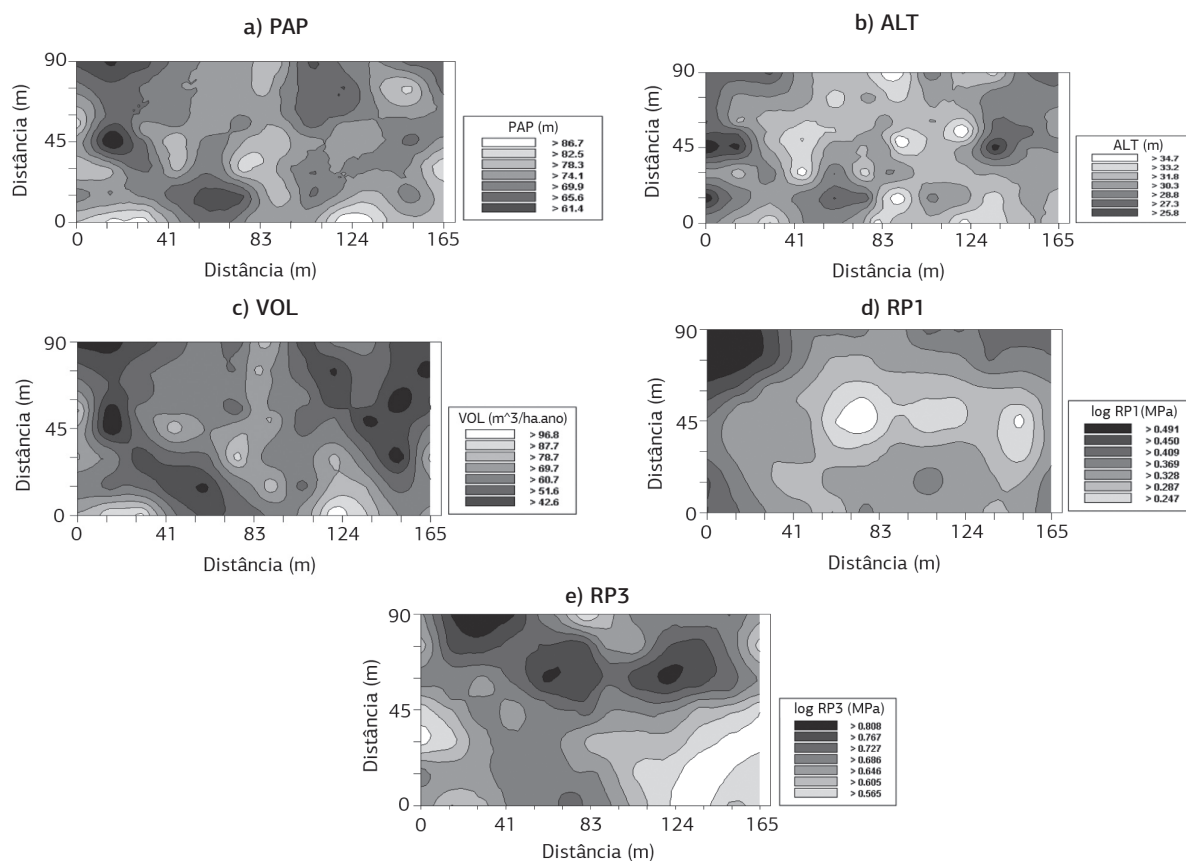 a) PAP
90
45
0
Distância (m)
0 41 83 124 165
Distância (m)
PAP (m)
> 86.7
> 82.5
> 78.3
> 74.1
> 69.9
> 65.6
> 61.4
b) ALT
90
45
0
Distância (m)
0 41 83 124 165
Distância (m)
ALT (m)
> 34.7
> 33.2
> 31.8
> 30.3
> 28.8
> 27.3
> 25.8
c) VOL
90
45
0
Distância (m)
0 41 83 124 165
Distância (m)
VOL (m^3/ha.ano)
> 96.8
> 87.7
> 78.7
> 69.7
> 60.7
> 51.6
> 42.6
d) RP1
90
45
0
Distância (m)
0 41 83 124 165
Distância (m)
log RP1(MPa)
> 0.491
> 0.450
> 0.409
> 0.369
> 0.328
> 0.287
> 0.247
e) RP3
90
45
0
Distância (m)
0 41 83 124 165
Distância (m)
log RP3 (MPa)
> 0.808
> 0.767
> 0.727
> 0.686
> 0.646
> 0.605
> 0.565